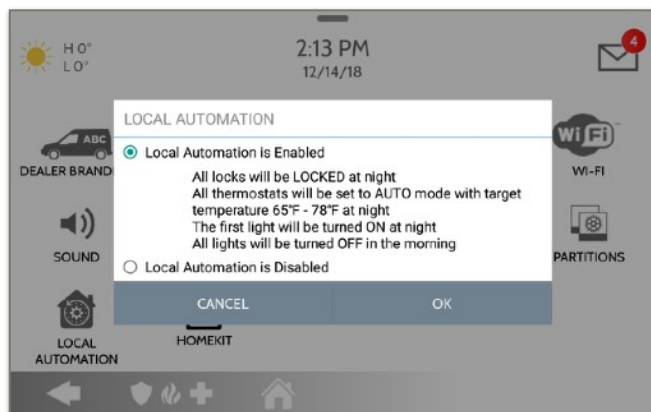 H 0°
L 0°
2:13 PM
12/14/18
4
LOCAL AUTOMATION
Local Automation is Enabled
All locks will be LOCKED at night
All thermostats will be set to AUTO mode with target
temperature 65°F - 78°F at night
The first light will be turned ON at night
All lights will be turned OFF in the morning
Local Automation is Disabled
CANCEL
OK
ABC
DEALER BRANDI
Wi Fi
WI-FI
SOUND
PARTITIONS
LOCAL
AUTOMATION
HOMEKIT